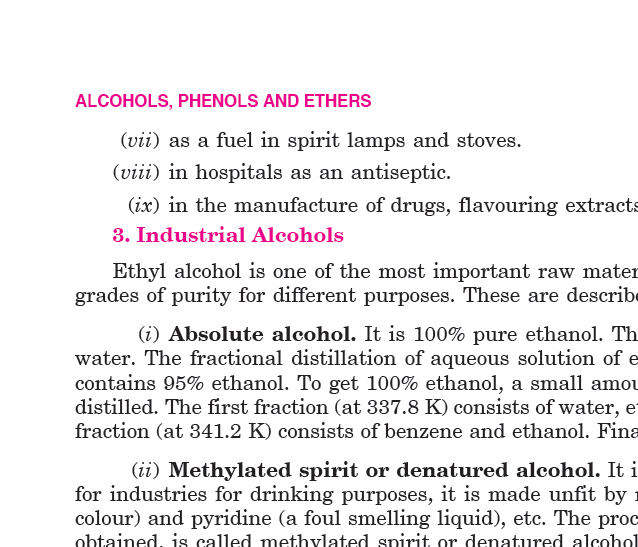 ALCOHOLS, PHENOLS AND ETHERS
(vii) as a fuel in spirit lamps and stoves.
(viii) in hospitals as an antiseptic.
(ix) in the manufacture of drugs, flavouring extracts
3. Industrial Alcohols
Ethyl alcohol is one of the most important raw mater
grades of purity for different purposes. These are describe
(i) Absolute alcohol. It is 100% pure ethanol. Th
water. The fractional distillation of aqueous solution of e
contains 95% ethanol. To get 100% ethanol, a small amou
distilled. The first fraction (at 337.8 K) consists of water, e
fraction (at 341.2 K) consists of benzene and ethanol. Fina
(ii) Methylated spirit or denatured alcohol. It i
for industries for drinking purposes, it is made unfit by
colour) and pyridine (a foul smelling liquid), etc. The proc
obtained, is called methylated spirit or denatured alcohol